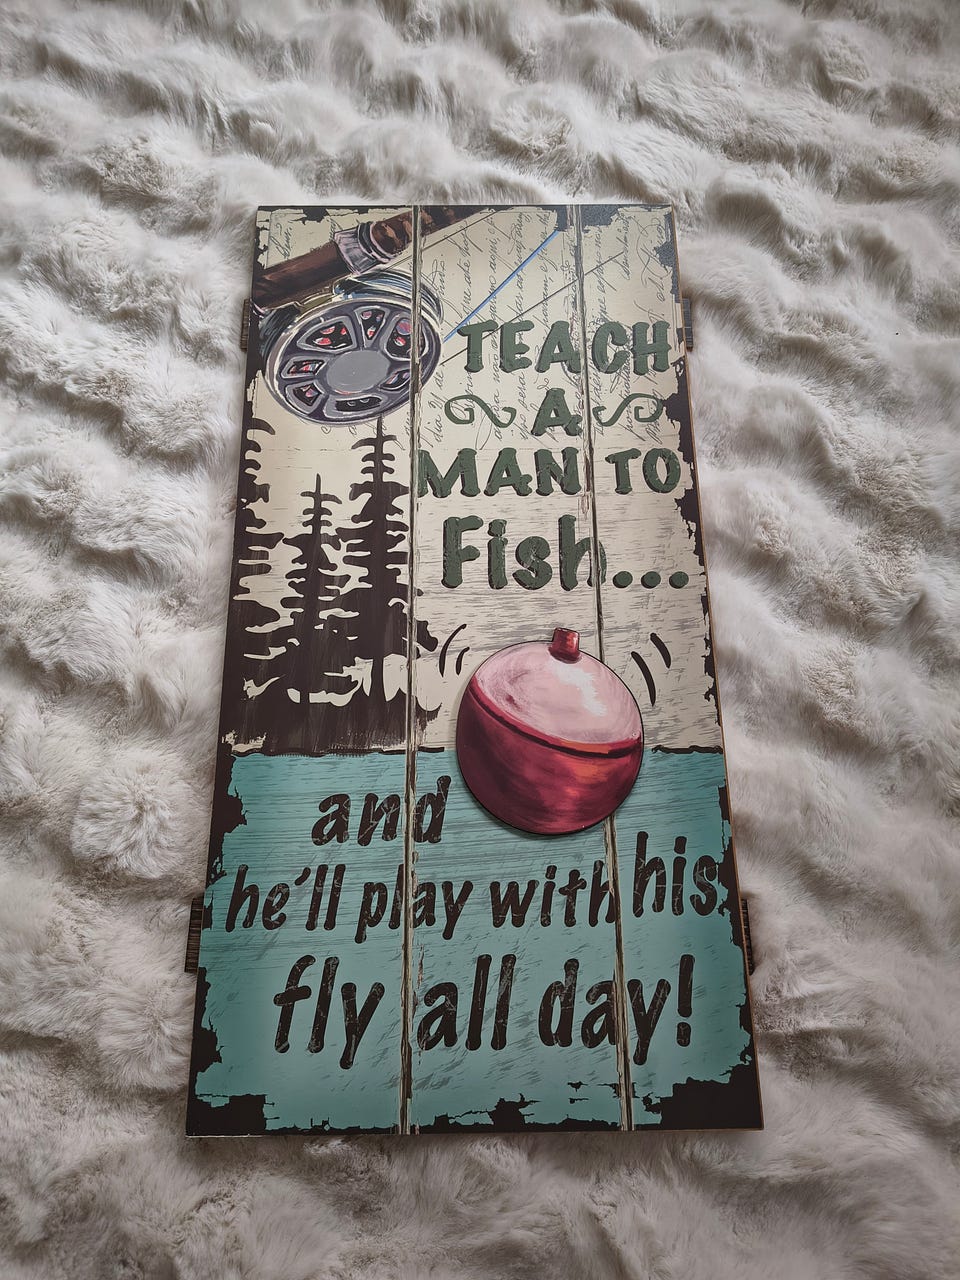 TEACH
A
MAN TO
Fish...
and
he'll play with his
fly all day!